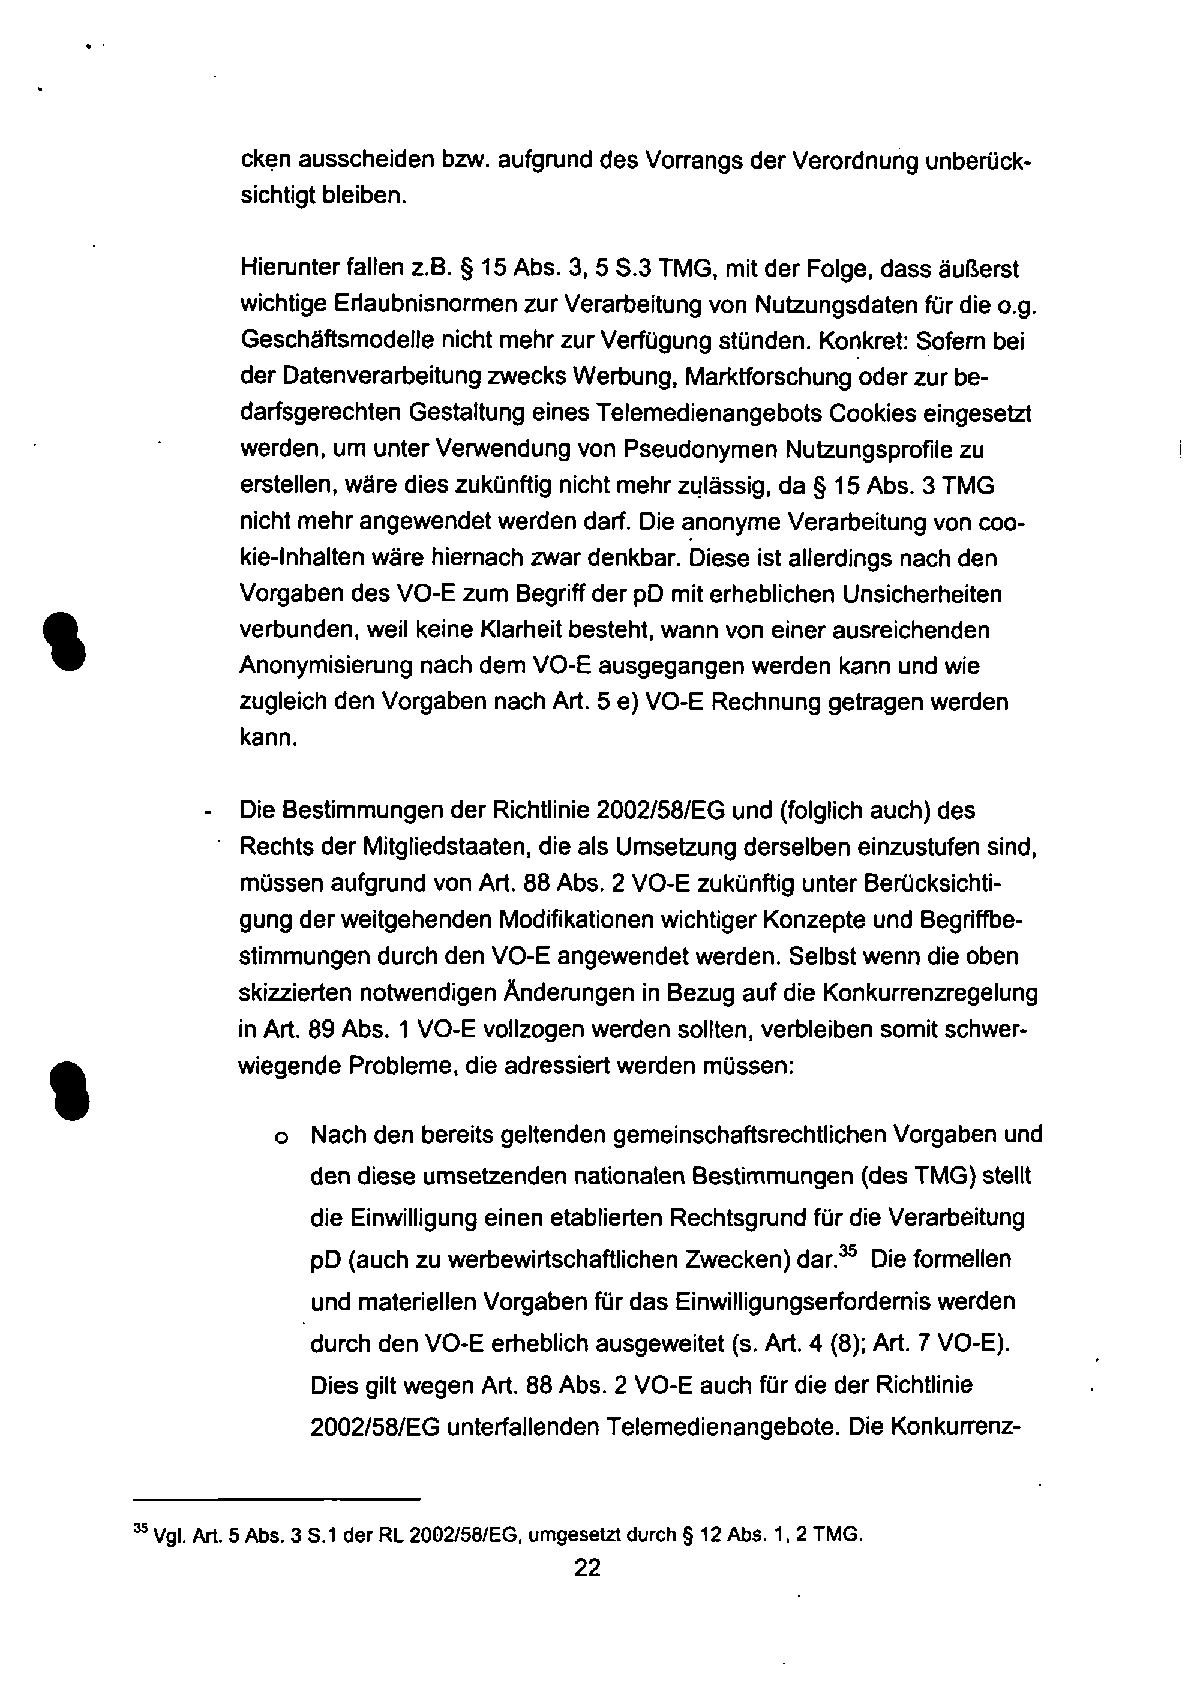 cken ausscheiden bzw. aufgrund des Vorrangs der Verordnung unberück-
sichtigt bleiben.
Hierunter fallen z.B. § 15 Abs. 3, 5 S.3 TMG, mit der Folge, dass äußerst
wichtige Erlaubnisnormen zur Verarbeitung von Nutzungsdaten für die o.g.
Geschäftsmodelle nicht mehr zur Verfügung stünden. Konkret: Sofern bei
der Datenverarbeitung zwecks Werbung, Marktforschung oder zur be-
darfsgerechten Gestaltung eines Telemedienangebots Cookies eingesetzt
werden, um unter Verwendung von Pseudonymen Nutzungsprofile zu
erstellen, wäre dies zukünftig nicht mehr zulässig, da § 15 Abs. 3 TMG
nicht mehr angewendet werden darf. Die anonyme Verarbeitung von coo-
kie-Inhalten wäre hiernach zwar denkbar. Diese ist allerdings nach den
Vorgaben des VO-E zum Begriff der pD mit erheblichen Unsicherheiten
verbunden, weil keine Klarheit besteht, wann von einer ausreichenden
Anonymisierung nach dem VO-E ausgegangen werden kann und wie
zugleich den Vorgaben nach Art. 5 e) VO-E Rechnung getragen werden
kann.
- Die Bestimmungen der Richtlinie 2002/58/EG und (folglich auch) des
Rechts der Mitgliedstaaten, die als Umsetzung derselben einzustufen sind,
müssen aufgrund von Art. 88 Abs. 2 VO-E zukünftig unter Berücksichti-
gung der weitgehenden Modifikationen wichtiger Konzepte und Begriffbe-
stimmungen durch den VO-E angewendet werden. Selbst wenn die oben
skizzierten notwendigen Änderungen in Bezug auf die Konkurrenzregelung
in Art. 89 Abs. 1 VO-E vollzogen werden sollten, verbleiben somit schwer-
wiegende Probleme, die adressiert werden müssen:
o Nach den bereits geltenden gemeinschaftsrechtlichen Vorgaben und
den diese umsetzenden nationalen Bestimmungen (des TMG) stellt
die Einwilligung einen etablierten Rechtsgrund für die Verarbeitung
pD (auch zu werbewirtschaftlichen Zwecken) dar.35 Die formellen
und materiellen Vorgaben für das Einwilligungserfordernis werden
durch den VO-E erheblich ausgeweitet (s. Art. 4 (8); Art. 7 VO-E).
Dies gilt wegen Art. 88 Abs. 2 VO-E auch für die der Richtlinie
2002/58/EG unterfallenden Telemedienangebote. Die Konkurrenz-
35 Vgl. Art. 5 Abs. 3 S.1 der RL 2002/58/EG, umgesetzt durch § 12 Abs. 1, 2 TMG.
22